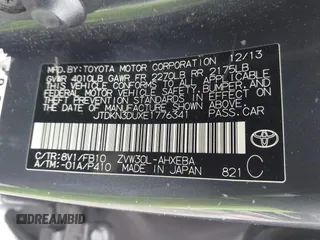 MFD. BY: TOYOTA MOTOR CORPORATION 12/13
GVWR 4010LB GAWR FR 2270LB RR 2175LB
THIS VEHICLE CONFORMS TO ALL APPLICABLE
FEDERAL MOTOR VEHICLE SAFETY, BUMPER, AND
THEFT PREVENTION STANDARDS IN EFFECT ON
THE DATE OF MANUFACTURE SHOWN ABOVE.
JTDKN3DUXE1776341 PASS. CAR
C/TR:8V1/FB10 ZVW30L-AHXEBA
A/TM:-01A/P410 MADE IN JAPAN 821 C
DREAMBID